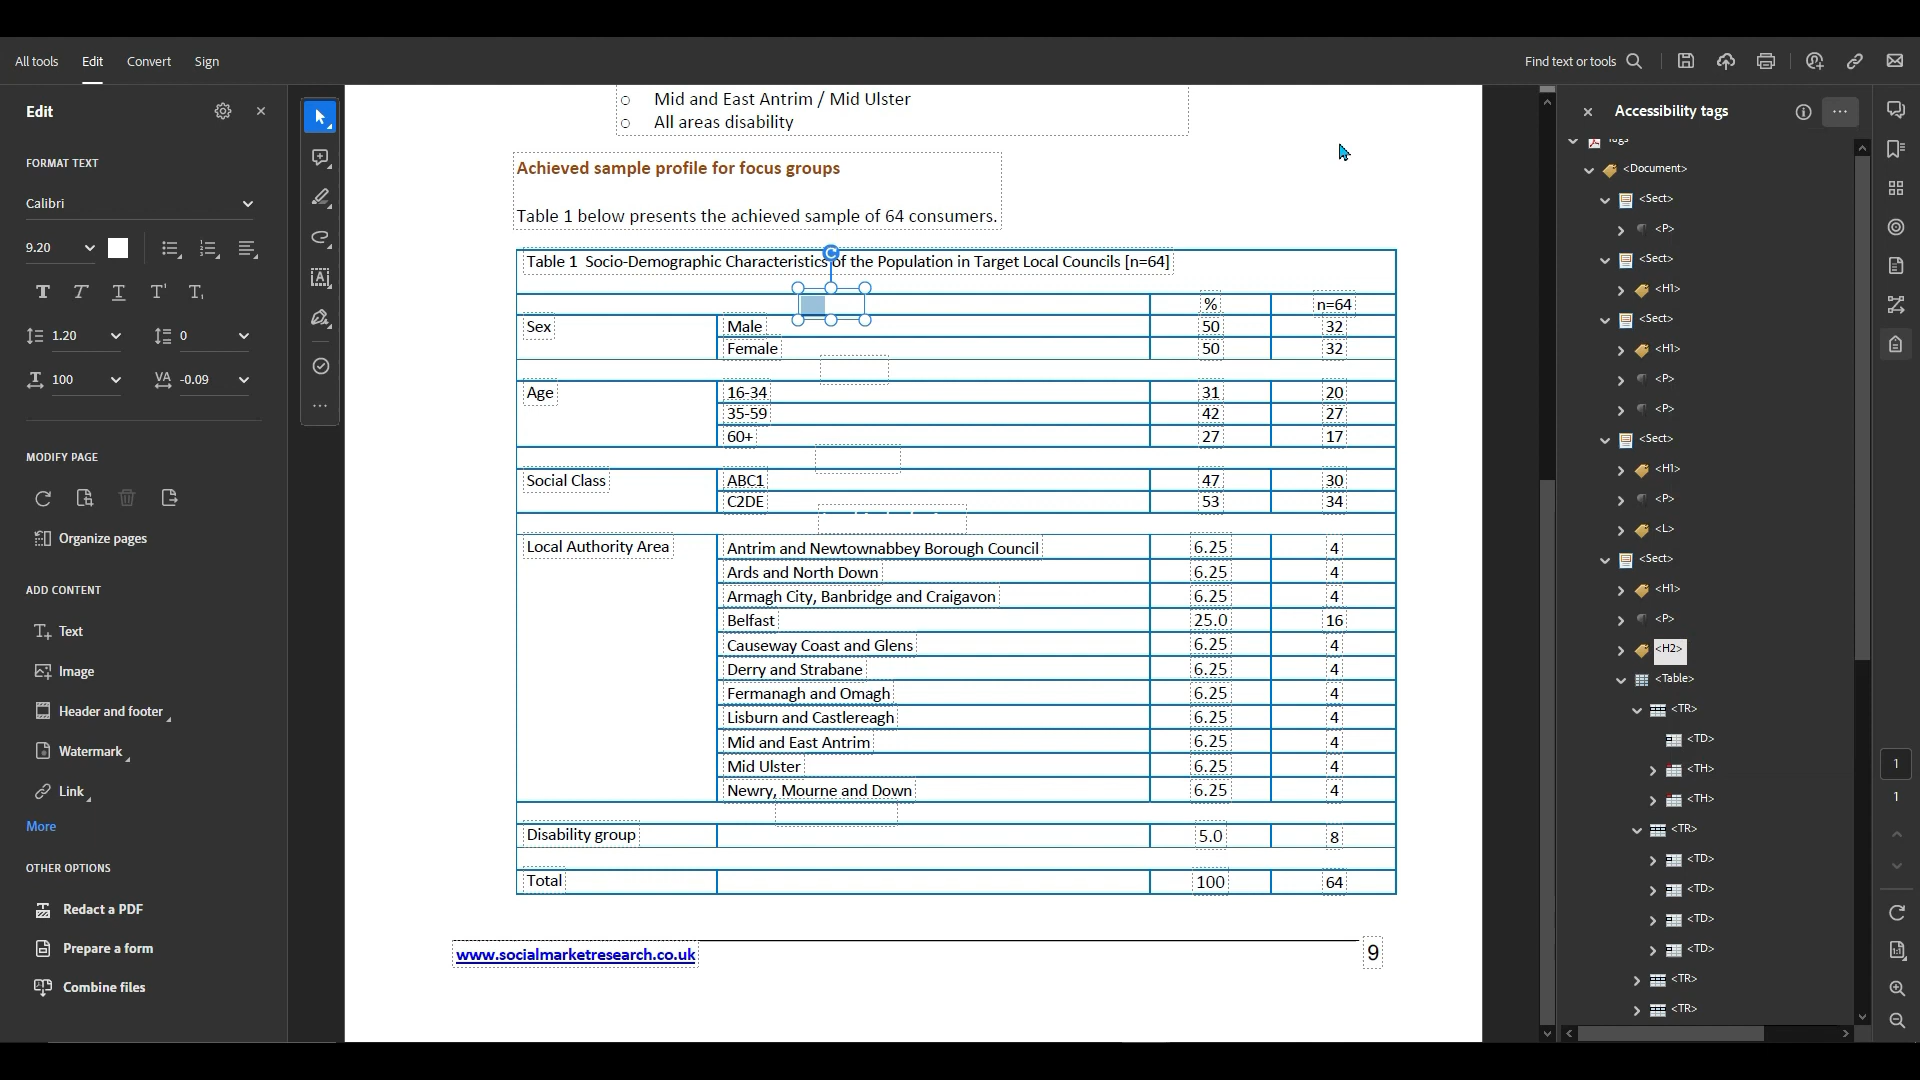 All tools Edit Convert Sign Find text or tools
Edit
FORMAT TEXT
Calibri
9.20
1.20 0
100 VA -0.09
MODIFY PAGE
Organize pages
ADD CONTENT
Text
Image
Header and footer
Watermark
Link
More
OTHER OPTIONS
Redact a PDF
Prepare a form
Combine files
Mid and East Antrim / Mid Ulster
All areas disability
Achieved sample profile for focus groups
Table 1 below presents the achieved sample of 64 consumers.
Table 1 Socio-Demographic Characteristics of the Population in Target Local Councils [n=64]
% n=64
Sex Male 50 32
Female 50 32
Age 16-34 31 20
35-59 42 27
60+ 27 17
Social Class ABC1 47 30
C2DE 53 34
Local Authority Area Antrim and Newtownabbey Borough Council 6.25 4
Ards and North Down 6.25 4
Armagh City, Banbridge and Craigavon 6.25 4
Belfast 25.0 16
Causeway Coast and Glens 6.25 4
Derry and Strabane 6.25 4
Fermanagh and Omagh 6.25 4
Lisburn and Castlereagh 6.25 4
Mid and East Antrim 6.25 4
Mid Ulster 6.25 4
Newry, Mourne and Down 6.25 4
Disability group 5.0 8
Total 100 64
www.socialmarketresearch.co.uk 9
Accessibility tags
Tags
<Document>
<Sect>
<P>
<Sect>
<H1>
<Sect>
<H1>
<P>
<P>
<Sect>
<H1>
<P>
<L>
<Sect>
<H1>
<P>
<H2>
<Table>
<TR>
<TD>
<TH>
<TH>
<TR>
<TD>
<TD>
<TD>
<TD>
<TR>
<TR>
1
1